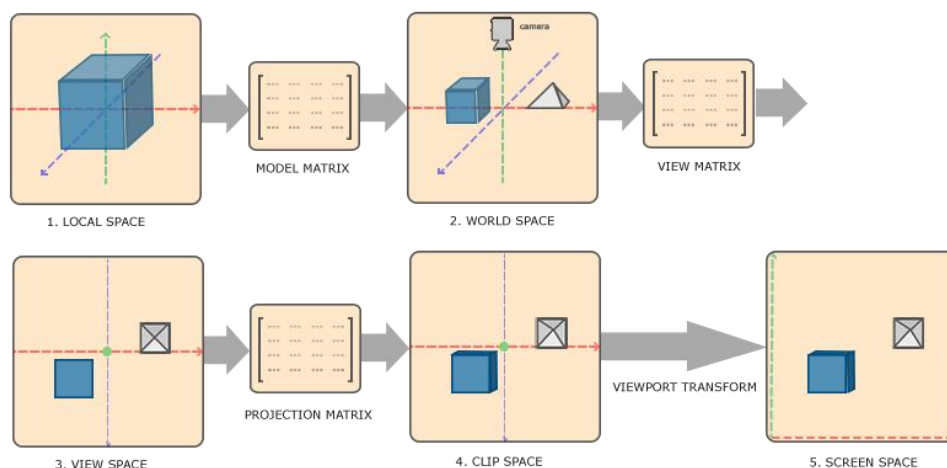 camera
MODEL MATRIX
VIEW MATRIX
1. LOCAL SPACE
2. WORLD SPACE
PROJECTION MATRIX
VIEWPORT TRANSFORM
3. VIEW SPACE
4. CLIP SPACE
5. SCREEN SPACE